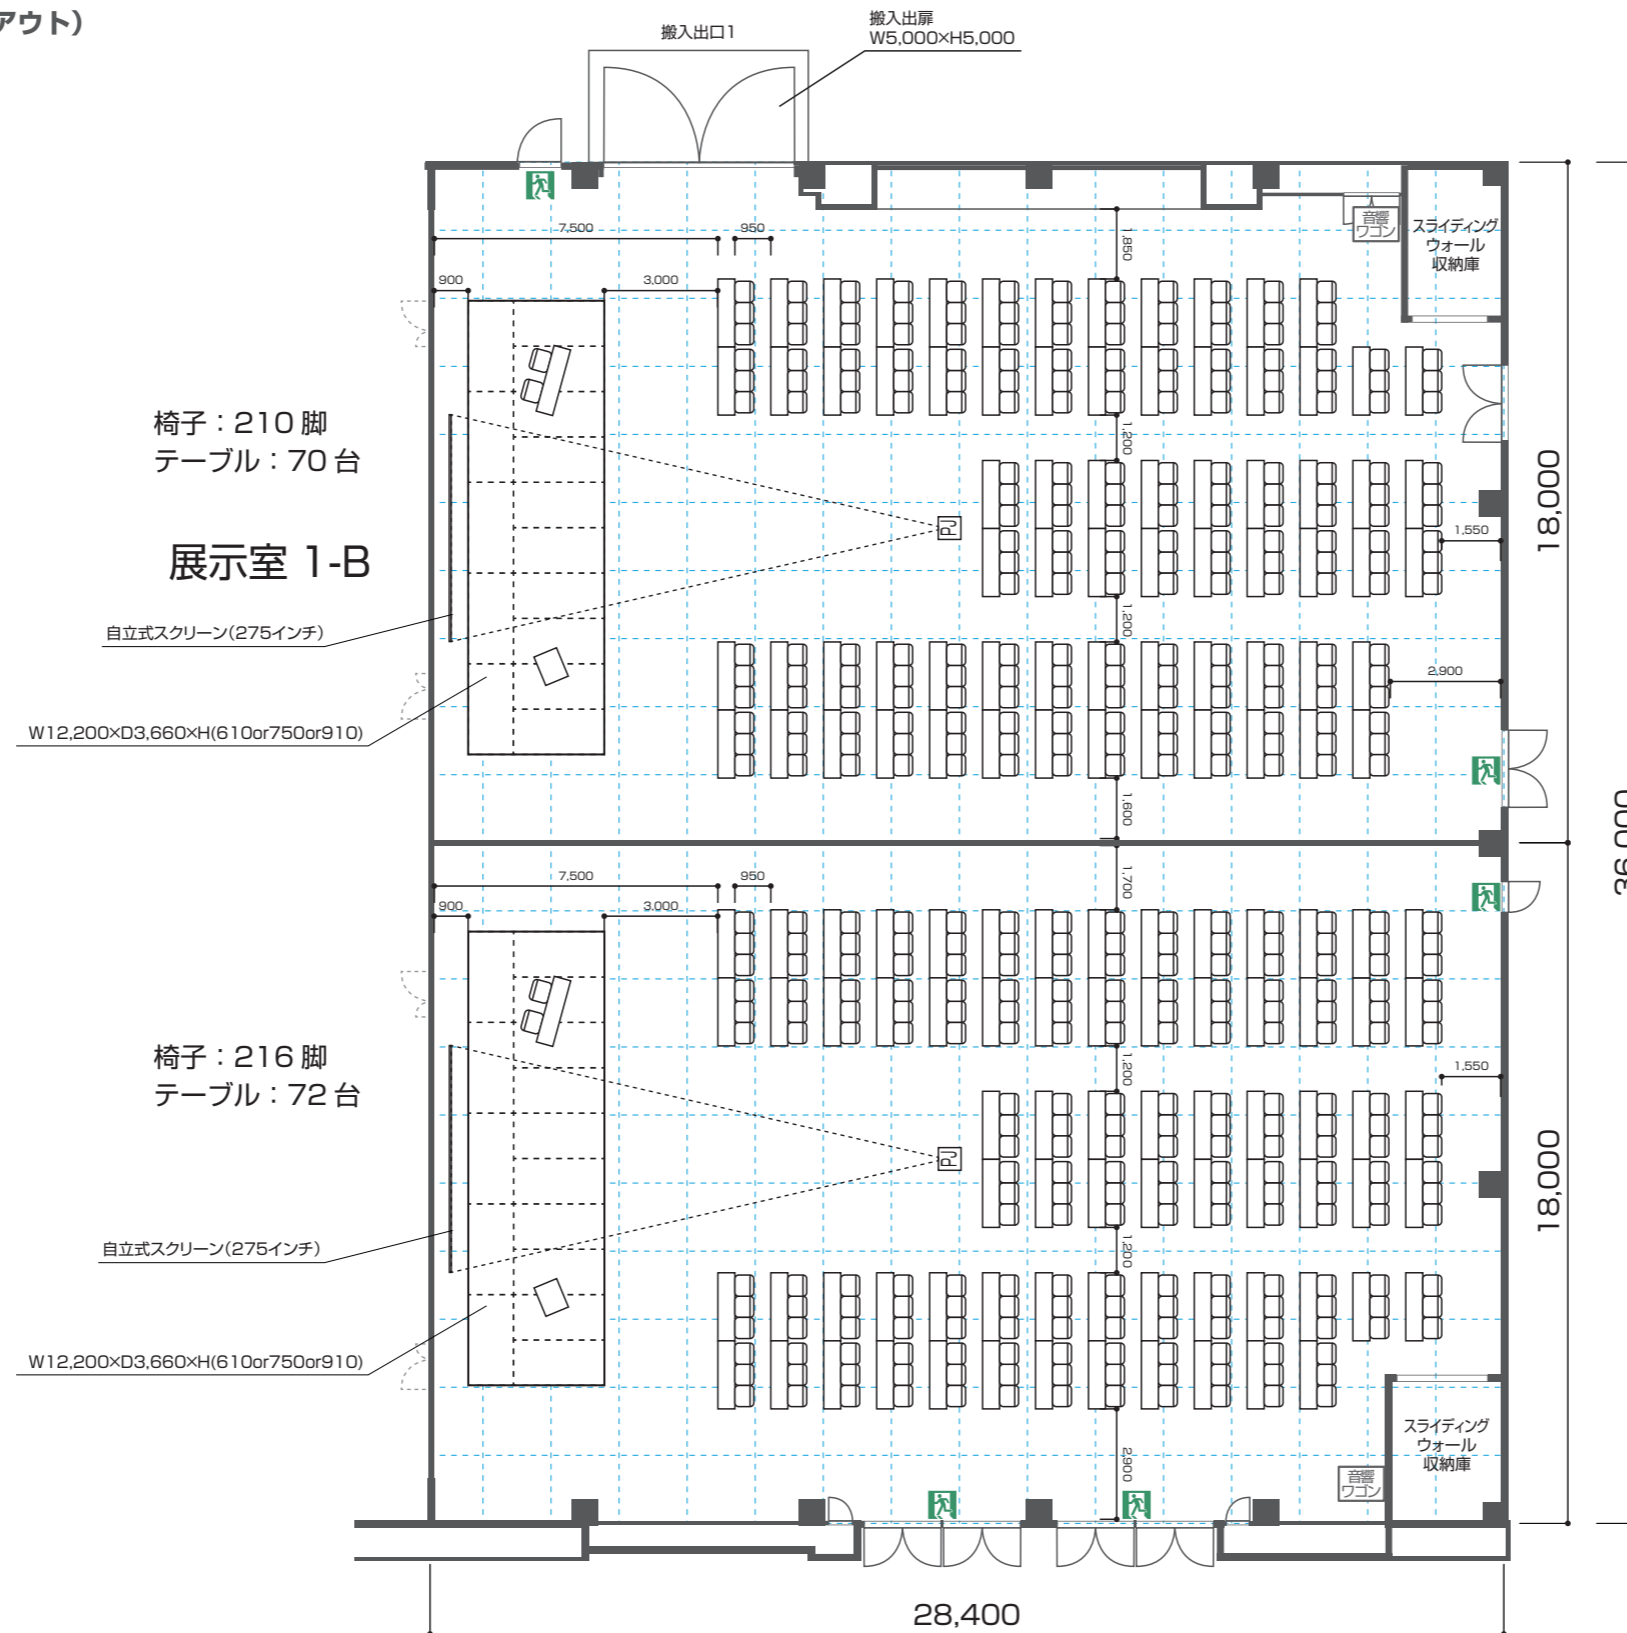 アウト）
搬入出口1
搬入出扉
W5,000×H5,000
音響
ワゴン
スライディング
ウォール
収納庫
7,500
950
1,850
900
3,000
椅子：210 脚
テーブル：70 台
1,200
18,000
展示室 1-B
PJ
1,550
自立式スクリーン(275インチ)
1,200
2,900
W12,200×D3,660×H(610or750or910)
1,600
36,000
7,500
950
1,700
900
3,000
椅子：216 脚
テーブル：72 台
1,200
1,550
PJ
18,000
自立式スクリーン(275インチ)
1,200
W12,200×D3,660×H(610or750or910)
2,900
スライディング
ウォール
収納庫
音響
ワゴン
28,400